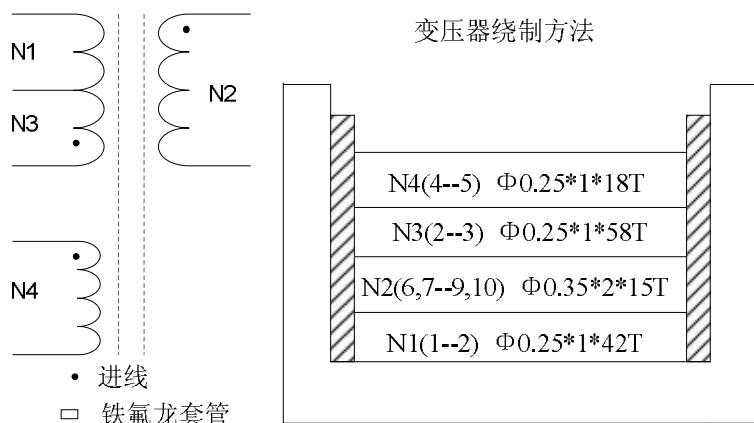 变压器绕制方法
N1
N3
N2
N4
• 进线
铁氟龙套管
N4(4--5) Φ0.25*1*18T
N3(2--3) Φ0.25*1*58T
N2(6,7--9,10) Φ0.35*2*15T
N1(1--2) Φ0.25*1*42T